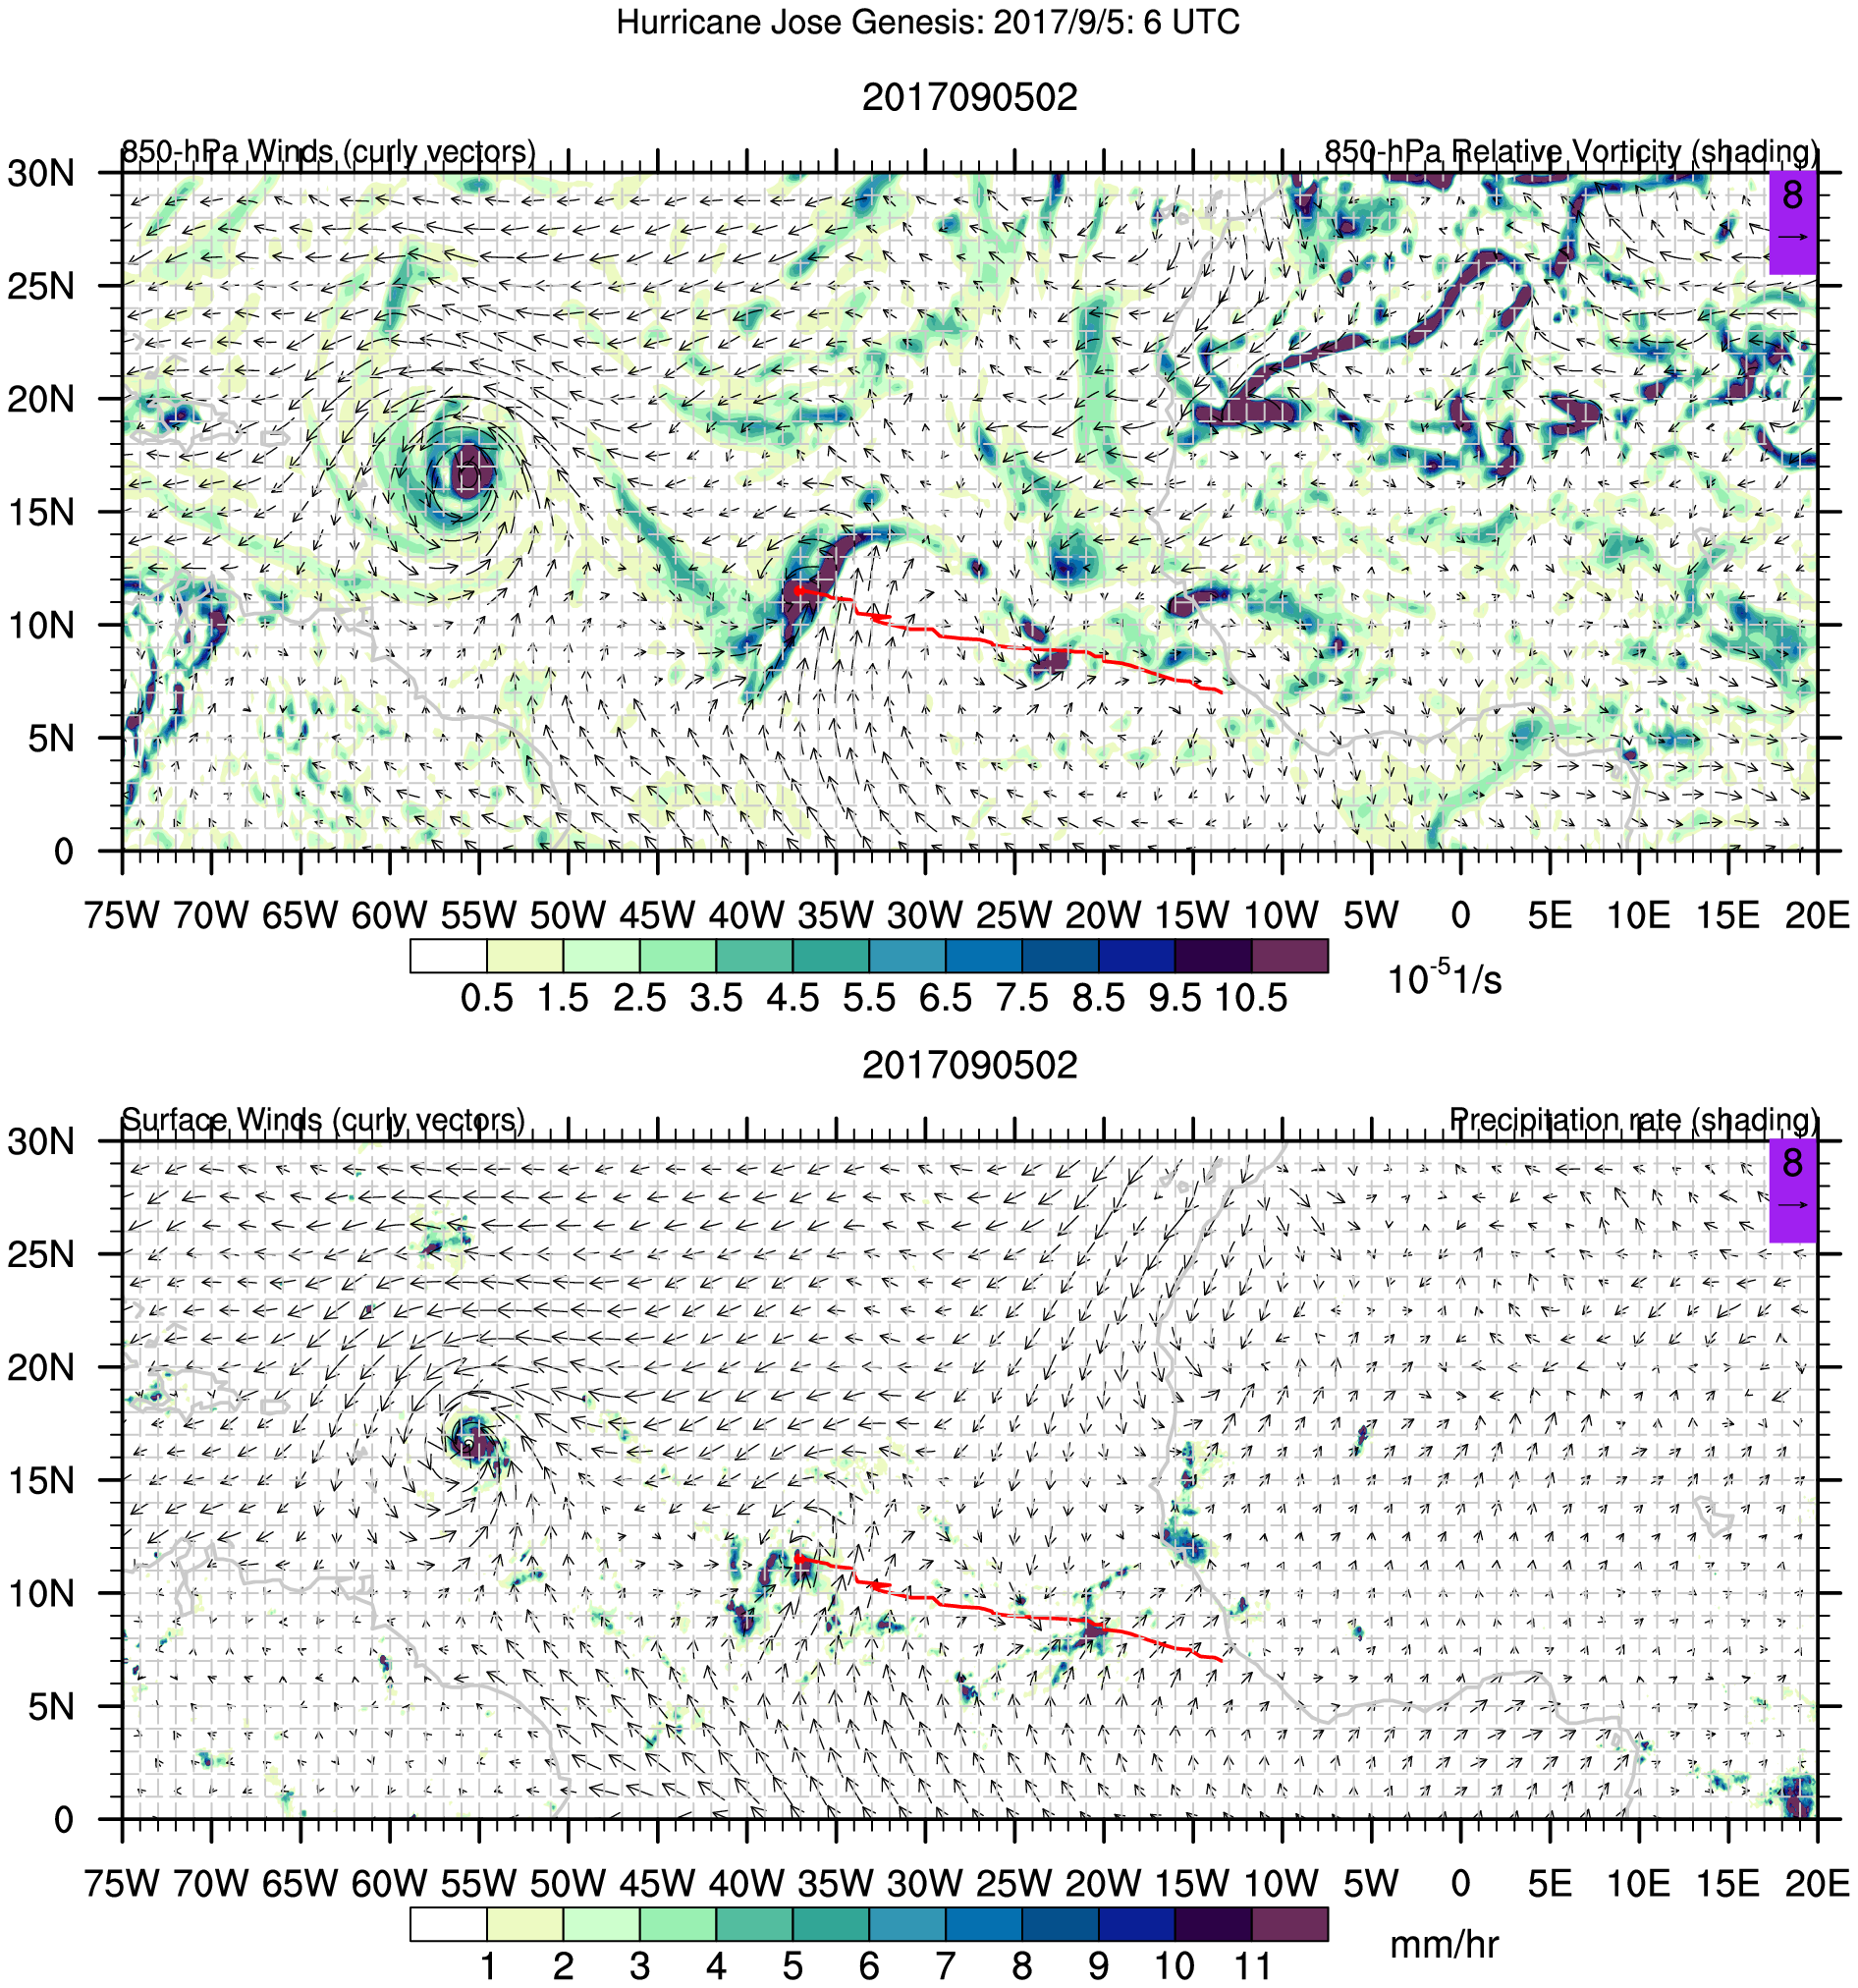 Hurricane Jose Genesis: 2017/9/5: 6 UTC
2017090502
850-hPa Winds (curly vectors) 850-hPa Relative Vorticity (shading)
8
30N
25N
20N
15N
10N
5N
0
75W 70W 65W 60W 55W 50W 45W 40W 35W 30W 25W 20W 15W 10W 5W 0 5E 10E 15E 20E
0.5 1.5 2.5 3.5 4.5 5.5 6.5 7.5 8.5 9.5 10.5
10⁻⁵1/s
2017090502
Surface Winds (curly vectors) Precipitation rate (shading)
8
30N
25N
20N
15N
10N
5N
0
75W 70W 65W 60W 55W 50W 45W 40W 35W 30W 25W 20W 15W 10W 5W 0 5E 10E 15E 20E
1 2 3 4 5 6 7 8 9 10 11
mm/hr